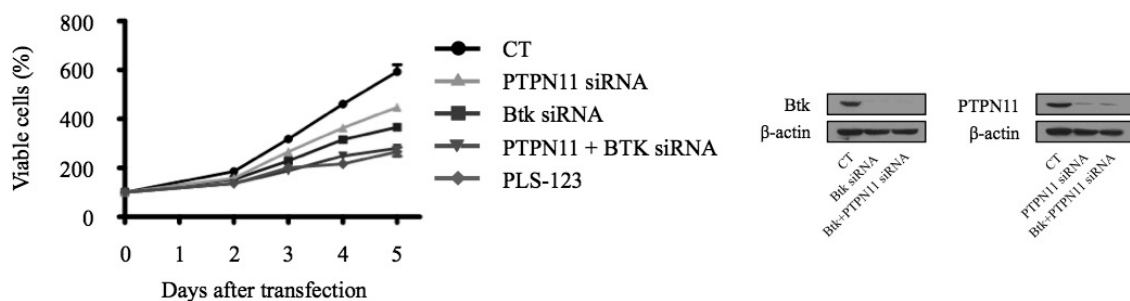 Viable cells (%)
800
600
400
200
0
0 1 2 3 4 5
Days after transfection
CT
PTPN11 siRNA
Btk siRNA
PTPN11 + BTK siRNA
PLS-123
Btk
β-actin
CT
Btk siRNA
Btk+PTPN11 siRNA
PTPN11
β-actin
CT
PTPN11 siRNA
Btk+PTPN11 siRNA